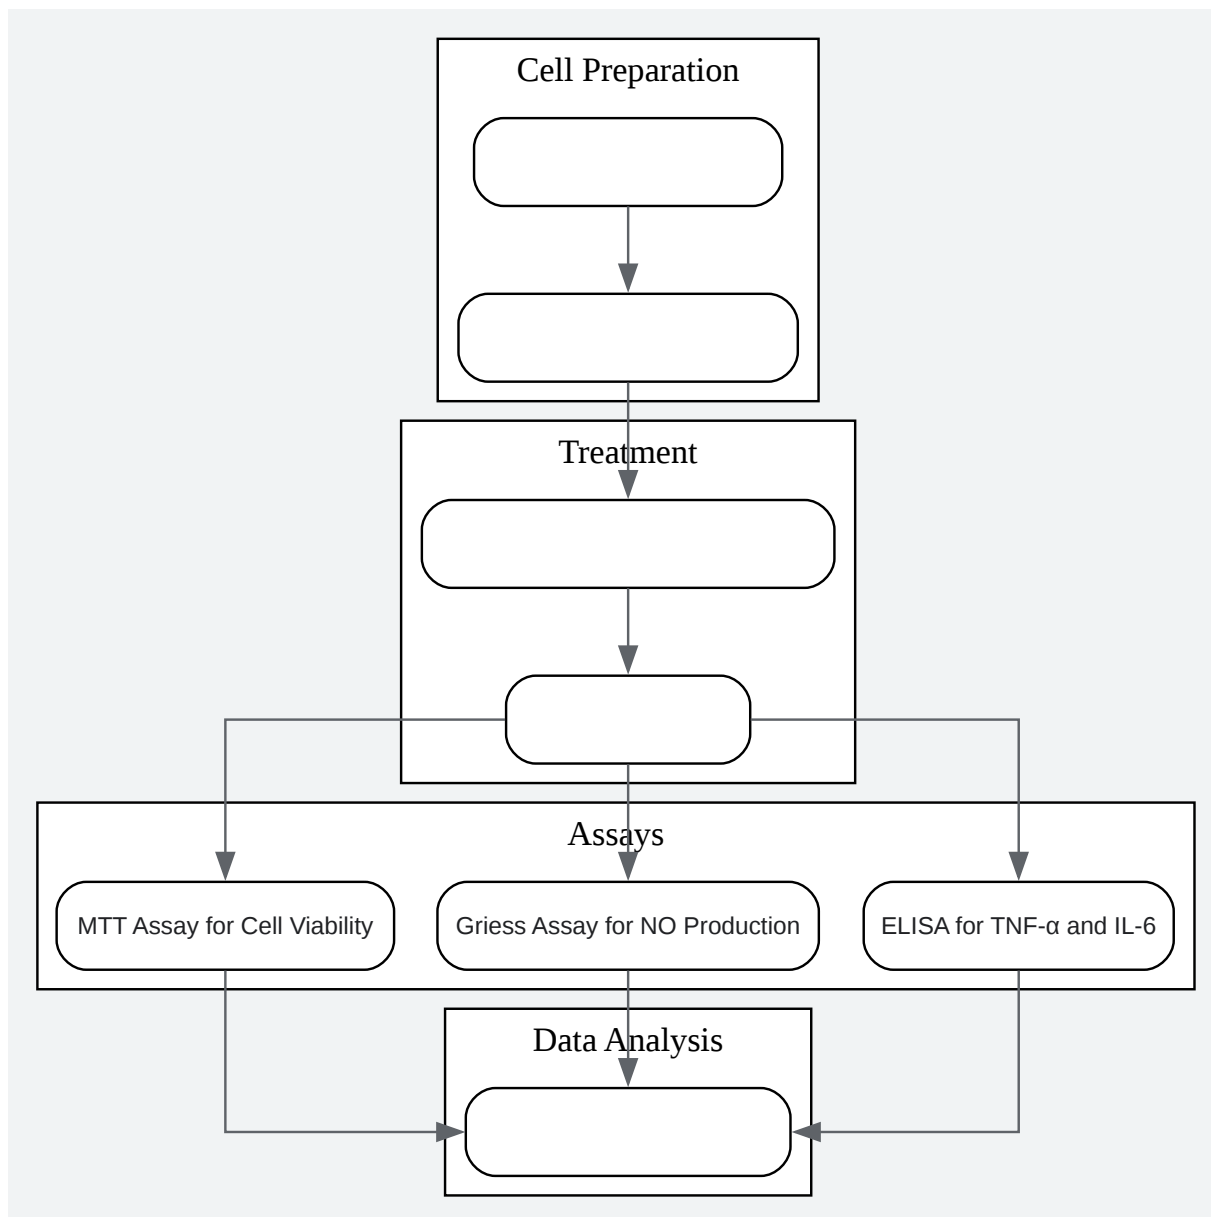 Cell Preparation
Treatment
Assays
MTT Assay for Cell Viability
Griess Assay for NO Production
ELISA for TNF-α and IL-6
Data Analysis